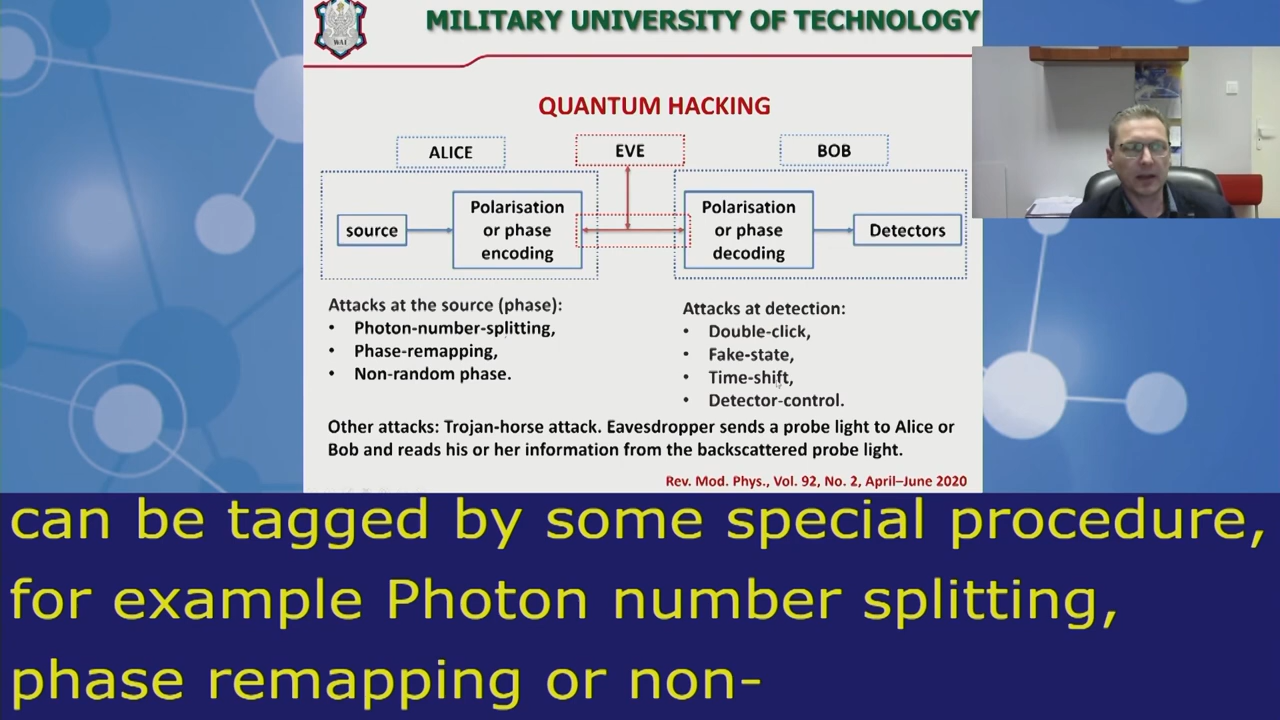 MILITARY UNIVERSITY OF TECHNOLOGY
WAT
QUANTUM HACKING
ALICE
EVE
BOB
source
Polarisation
or phase
encoding
Polarisation
or phase
decoding
Detectors
Attacks at the source (phase):
• Photon-number-splitting,
• Phase-remapping,
• Non-random phase.
Attacks at detection:
• Double-click,
• Fake-state,
• Time-shift,
• Detector-control.
Other attacks: Trojan-horse attack. Eavesdropper sends a probe light to Alice or
Bob and reads his or her information from the backscattered probe light.
Rev. Mod. Phys., Vol. 92, No. 2, April–June 2020
can be tagged by some special procedure,
for example Photon number splitting,
phase remapping or non-